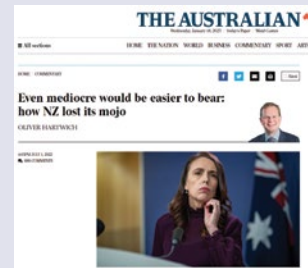 THE AUSTRALIAN
All sections
HOME THE NATION WORLD BUSINESS COMMENTARY SPORT ARTS
HOME COMMENTARY
Even mediocre would be easier to bear:
how NZ lost its mojo
OLIVER HARTWICH
COMMENTS